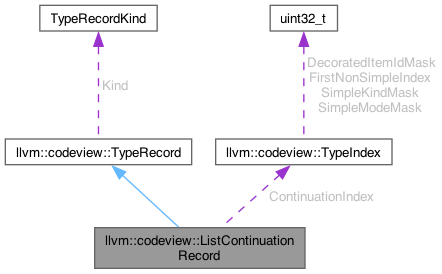 TypeRecordKind
uint32_t
DecoratedItemIdMask
FirstNonSimpleIndex
SimpleKindMask
SimpleModeMask
Kind
llvm::codeview::TypeRecord
llvm::codeview::TypeIndex
ContinuationIndex
llvm::codeview::ListContinuation
Record